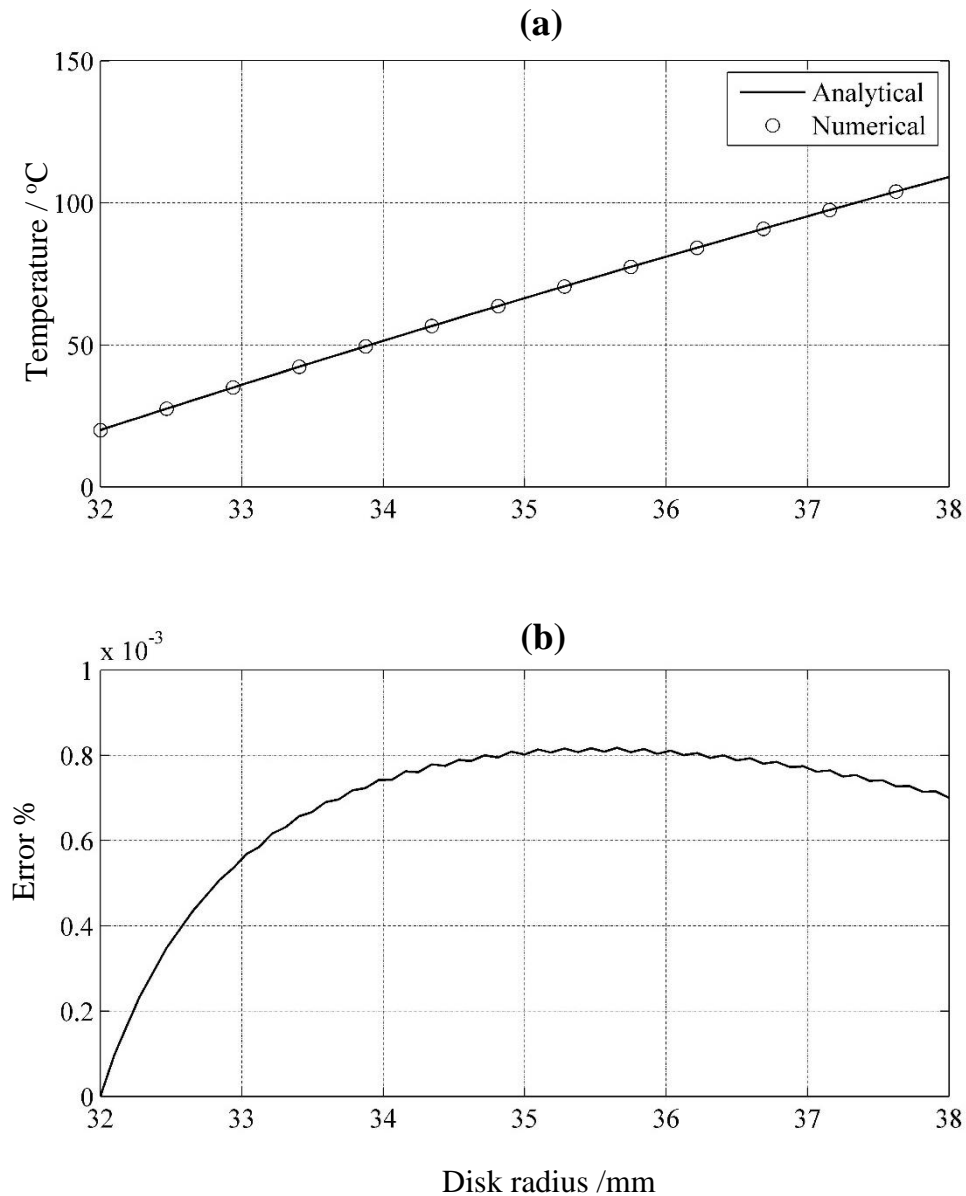 (a)
150
100
50
0
Temperature / ºC
Analytical
Numerical
32 33 34 35 36 37 38
(b)
x 10-3
1
0.8
0.6
0.4
0.2
0
Error %
32 33 34 35 36 37 38
Disk radius /mm